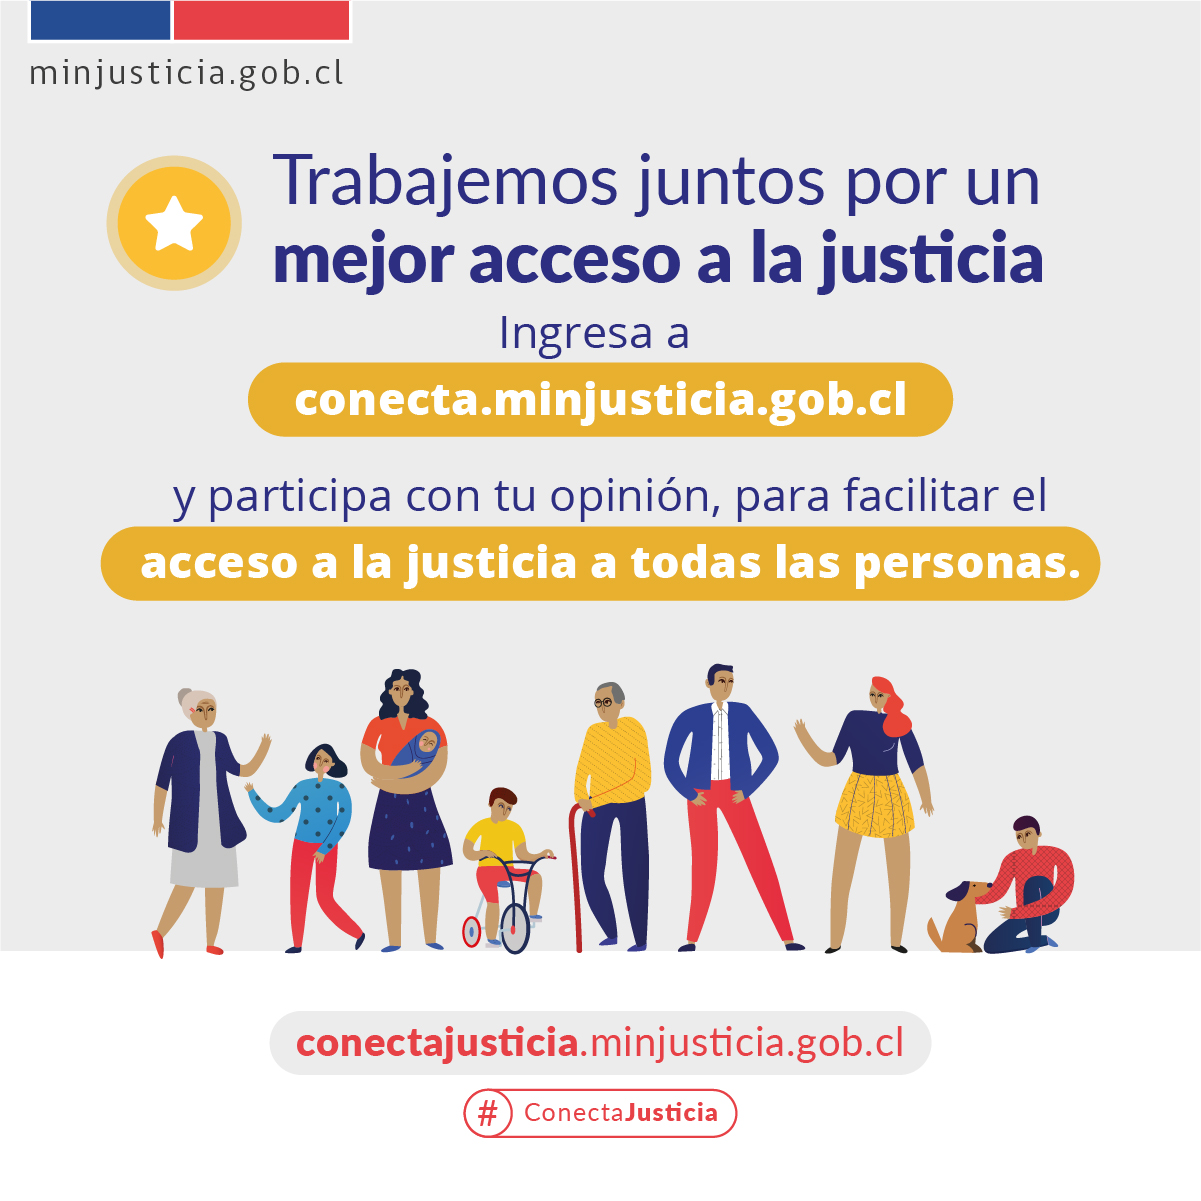 minjusticia.gob.cl
Trabajemos juntos por un
mejor acceso a la justicia
Ingresa a
conecta.minjusticia.gob.cl
y participa con tu opinión, para facilitar el
acceso a la justicia a todas las personas.
conectajusticia.minjusticia.gob.cl
# ConectaJusticia